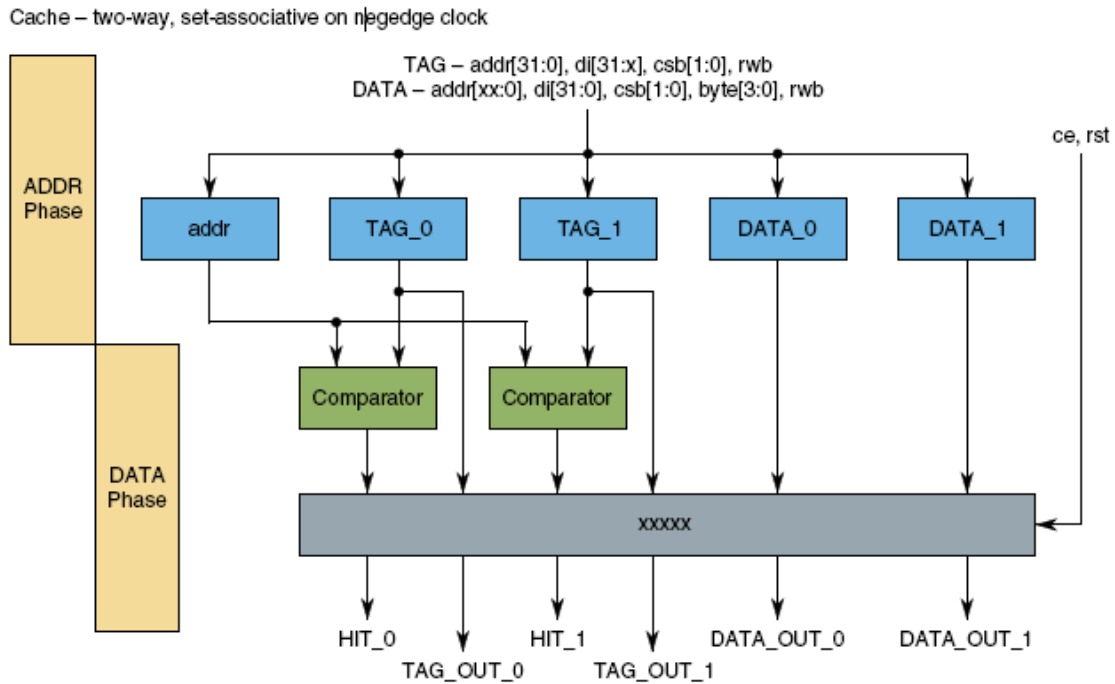 Cache – two-way, set-associative on negedge clock
TAG – addr[31:0], di[31:x], csb[1:0], rwb
DATA – addr[xx:0], di[31:0], csb[1:0], byte[3:0], rwb
ce, rst
ADDR
Phase
addr
TAG_0
TAG_1
DATA_0
DATA_1
Comparator
Comparator
DATA
Phase
xxxxx
HIT_0
HIT_1
DATA_OUT_0
DATA_OUT_1
TAG_OUT_0
TAG_OUT_1